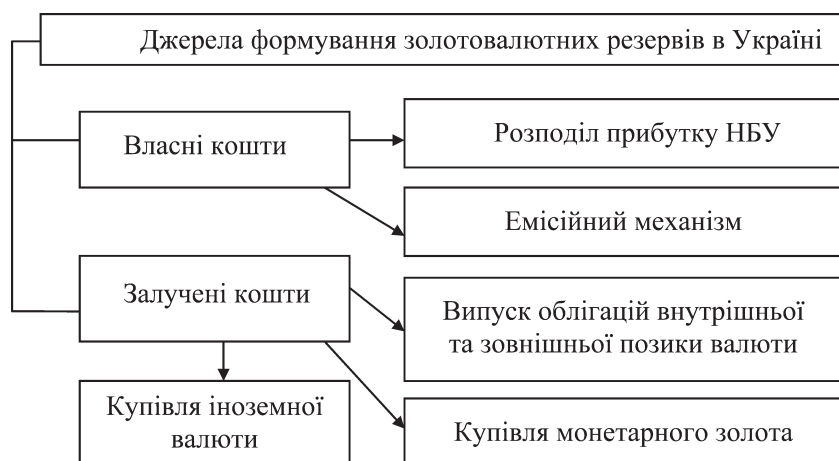 Джерела формування золотовалютних резервів в Україні
Власні кошти
Розподіл прибутку НБУ
Емісійний механізм
Залучені кошти
Випуск облігацій внутрішньої
та зовнішньої позики валюти
Купівля іноземної
валюти
Купівля монетарного золота